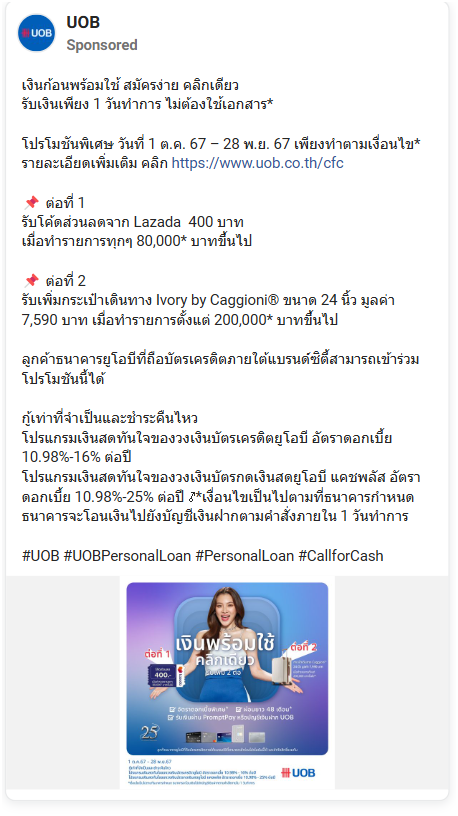 UOB
UOB
Sponsored
เงินก้อนพร้อมใช้ สมัครง่าย คลิกเดียว
รับเงินเพียง 1 วันทำการ ไม่ต้องใช้เอกสาร*
โปรโมชันพิเศษ วันที่ 1 ต.ค. 67 – 28 พ.ย. 67 เพียงทำตามเงื่อนไข*
รายละเอียดเพิ่มเติม คลิก https://www.uob.co.th/cfc
📌 ต่อที่ 1
รับโค้ดส่วนลดจาก Lazada 400 บาท
เมื่อทำรายการทุกๆ 80,000* บาทขึ้นไป
📌 ต่อที่ 2
รับเพิ่มกระเป๋าเดินทาง Ivory by Caggioni® ขนาด 24 นิ้ว มูลค่า
7,590 บาท เมื่อทำรายการตั้งแต่ 200,000* บาทขึ้นไป
ลูกค้าธนาคารยูโอบีที่ถือบัตรเครดิตภายใต้แบรนด์ซิตี้สามารถเข้าร่วม
โปรโมชันนี้ได้
กู้เท่าที่จำเป็นและชำระคืนไหว
โปรแกรมเงินสดทันใจของวงเงินบัตรเครดิตยูโอบี อัตราดอกเบี้ย
10.98%-16% ต่อปี
โปรแกรมเงินสดทันใจของวงเงินบัตรกดเงินสดยูโอบี แคชพลัส อัตรา
ดอกเบี้ย 10.98%-25% ต่อปี *เงื่อนไขเป็นไปตามที่ธนาคารกำหนด
ธนาคารจะโอนเงินไปยังบัญชีเงินฝากตามคำสั่งภายใน 1 วันทำการ
#UOB #UOBPersonalLoan #PersonalLoan #CallforCash
เงินพร้อมใช้
คลิกเดียว
ต่อที่ 1
ต่อที่ 2
400.-
อัตราดอกเบี้ยพิเศษ* ผ่อนยาว 48 เดือน*
รับเงินผ่าน PromptPay หรือบัญชีเงินฝาก UOB
25
1 ต.ค.67 - 28 พ.ย.67
UOB